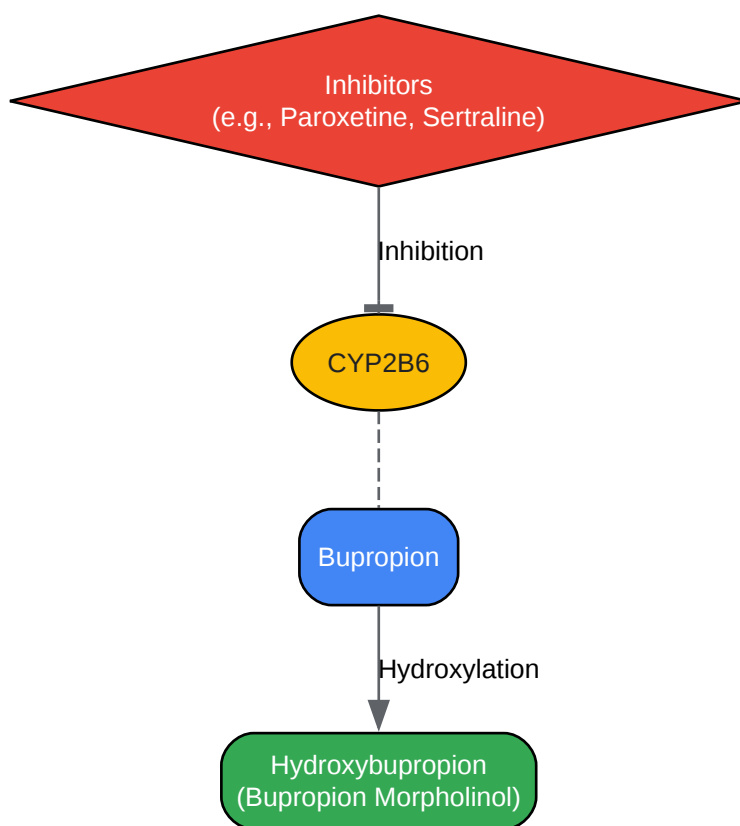 Inhibitors
(e.g., Paroxetine, Sertraline)
Inhibition
CYP2B6
Bupropion
Hydroxylation
Hydroxybupropion
(Bupropion Morpholinol)